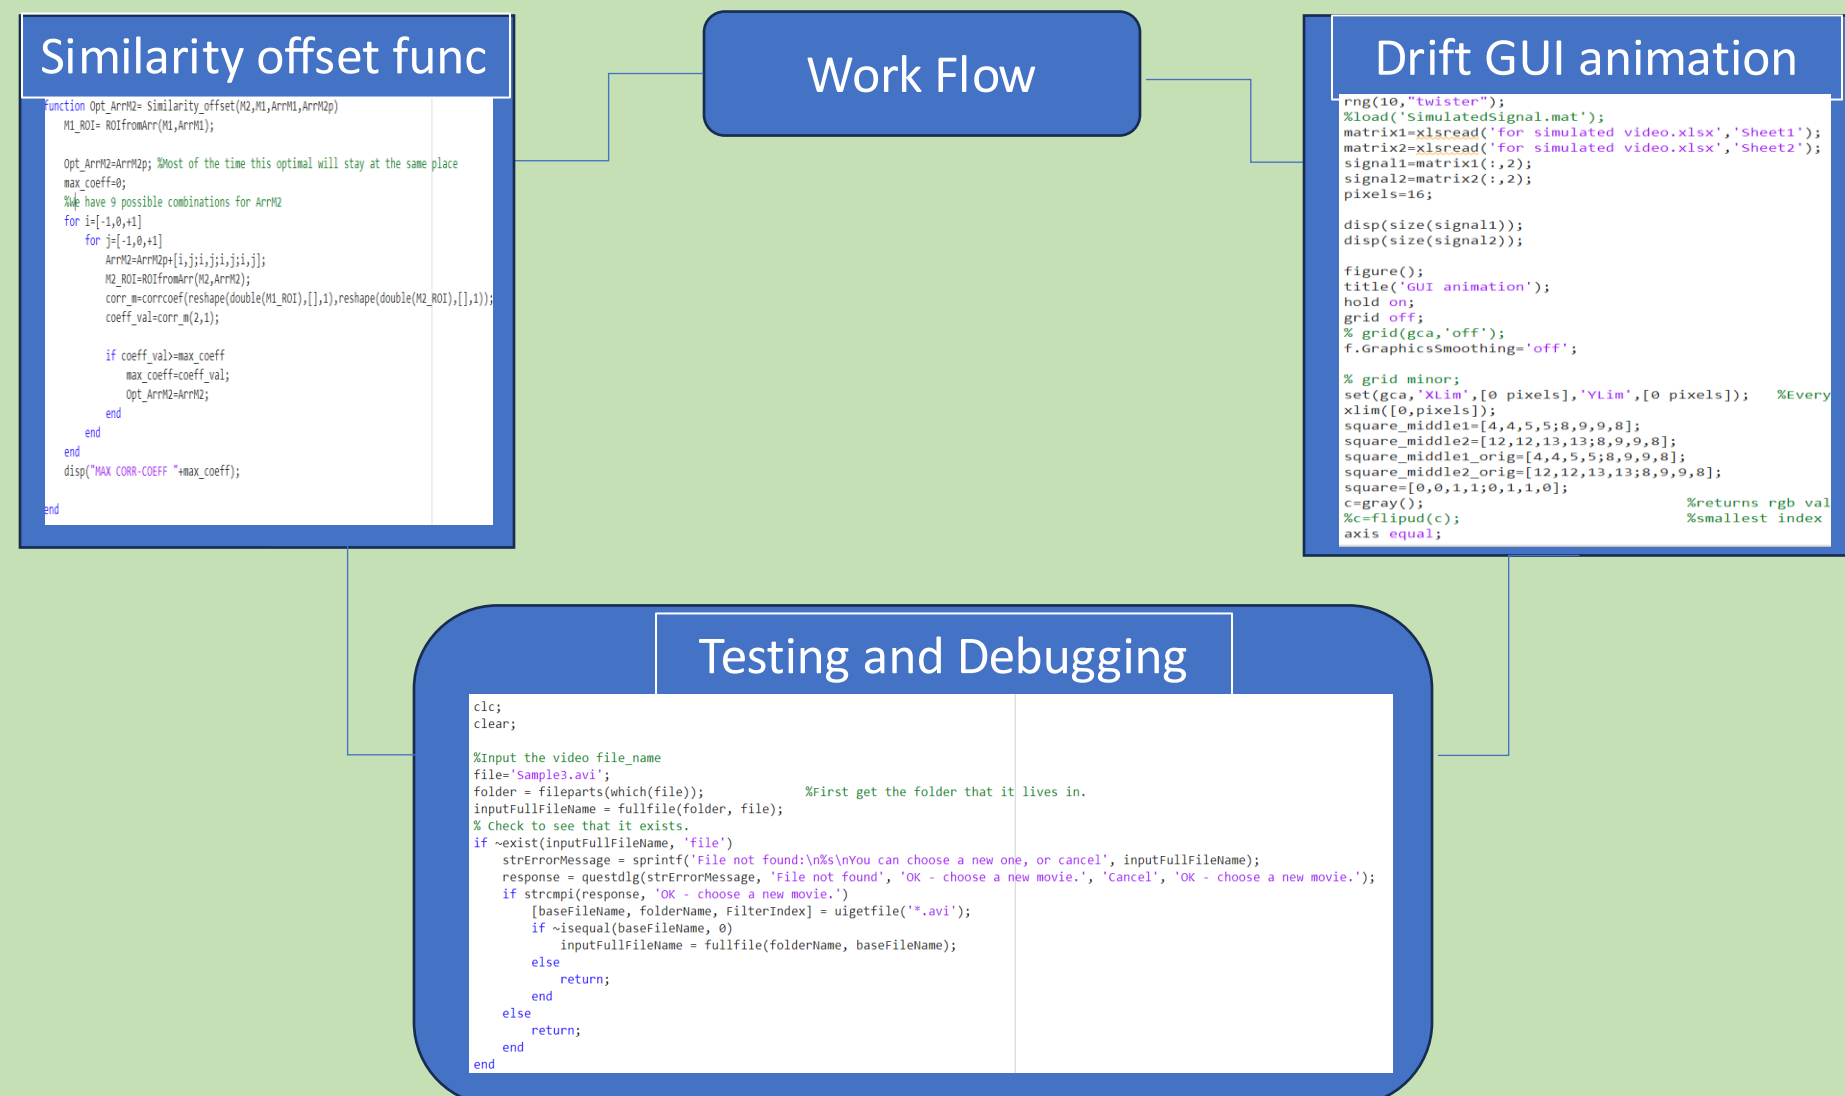 Work Flow
Similarity offset func
function Opt_ArrM2= Similarity_offset(M2,M1,ArrM1,ArrM2p)
M1_ROI= ROIfromArr(M1,ArrM1);
Opt_ArrM2=ArrM2p; %Most of the time this optimal will stay at the same place
max_coeff=0;
%We have 9 possible combinations for ArrM2
for i=[-1,0,+1]
for j=[-1,0,+1]
ArrM2=ArrM2p+[i,j;i,j;i,j;i,j];
M2_ROI=ROIfromArr(M2,ArrM2);
corr_m=corrcoef(reshape(double(M1_ROI),[],1),reshape(double(M2_ROI),[],1));
coeff_val=corr_m(2,1);
if coeff_val>=max_coeff
max_coeff=coeff_val;
Opt_ArrM2=ArrM2;
end
end
end
disp("MAX CORR-COEFF "+max_coeff);
end
Drift GUI animation
rng(10,"twister");
%load('SimulatedSignal.mat');
matrix1=xlsread('for simulated video.xlsx','Sheet1');
matrix2=xlsread('for simulated video.xlsx','Sheet2');
signal1=matrix1(:,2);
signal2=matrix2(:,2);
pixels=16;
disp(size(signal1));
disp(size(signal2));
figure();
title('GUI animation');
hold on;
grid off;
% grid(gca,'off');
f.GraphicsSmoothing='off';
% grid minor;
set(gca,'XLim',[0 pixels],'YLim',[0 pixels]); %Every
xlim([0,pixels]);
square_middle1=[4,4,5,5;8,9,9,8];
square_middle2=[12,12,13,13;8,9,9,8];
square_middle1_orig=[4,4,5,5;8,9,9,8];
square_middle2_orig=[12,12,13,13;8,9,9,8];
square=[0,0,1,1;0,1,1,0];
c=gray(); %returns rgb val
%c=flipud(c); %smallest index
axis equal;
Testing and Debugging
clc;
clear;
%Input the video file_name
file='Sample3.avi';
folder = fileparts(which(file)); %First get the folder that it lives in.
inputFullFileName = fullfile(folder, file);
% Check to see that it exists.
if ~exist(inputFullFileName, 'file')
strErrorMessage = sprintf('File not found:\n%s\nYou can choose a new one, or cancel', inputFullFileName);
response = questdlg(strErrorMessage, 'File not found', 'OK - choose a new movie.', 'Cancel', 'OK - choose a new movie.');
if strcmpi(response, 'OK - choose a new movie.')
[baseFileName, folderName, FilterIndex] = uigetfile('*.avi');
if ~isequal(baseFileName, 0)
inputFullFileName = fullfile(folderName, baseFileName);
else
return;
end
else
return;
end
end